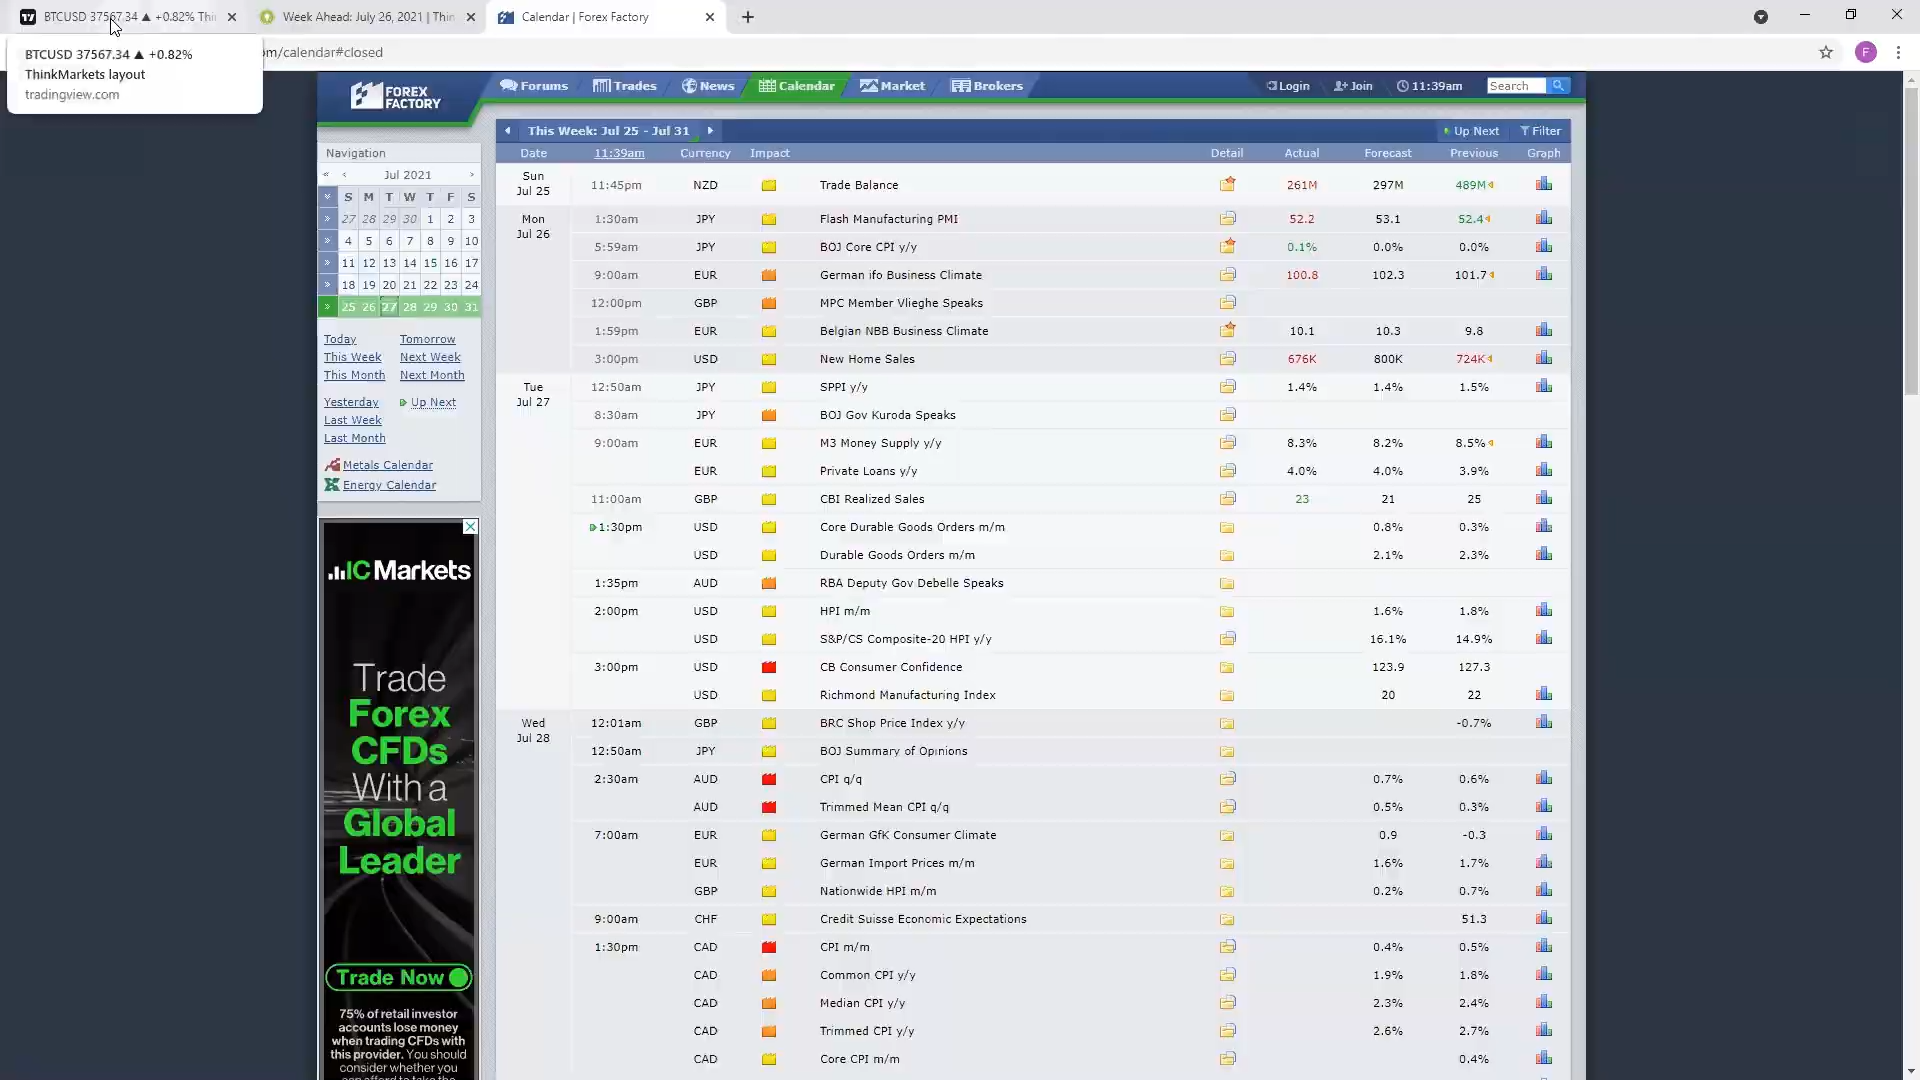 BTCUSD 37567.34 ▲ +0.82% Thi
Week Ahead: July 26, 2021 | Thin
Calendar | Forex Factory
BTCUSD 37567.34 ▲ +0.82%
ThinkMarkets layout
tradingview.com
om/calendar#closed
F
FOREX
FACTORY
Forums
Trades
News
Calendar
Market
Brokers
Login
Join
11:39am
Search
Navigation
« ‹ Jul 2021 ›
S M T W T F S
27 28 29 30 1 2 3
4 5 6 7 8 9 10
11 12 13 14 15 16 17
18 19 20 21 22 23 24
25 26 27 28 29 30 31
Today Tomorrow
This Week Next Week
This Month Next Month
Yesterday Up Next
Last Week
Last Month
Metals Calendar
Energy Calendar
IC Markets
Trade
Forex
CFDs
With a
Global
Leader
Trade Now
75% of retail investor
accounts lose money
when trading CFDs with
this provider. You should
consider whether you
can afford to take the
This Week: Jul 25 - Jul 31
Up Next Filter
Date 11:39am Currency Impact Detail Actual Forecast Previous Graph
Sun
Jul 25
11:45pm NZD Trade Balance 261M 297M 489M
Mon
Jul 26
1:30am JPY Flash Manufacturing PMI 52.2 53.1 52.4
5:59am JPY BOJ Core CPI y/y 0.1% 0.0% 0.0%
9:00am EUR German ifo Business Climate 100.8 102.3 101.7
12:00pm GBP MPC Member Vlieghe Speaks
1:59pm EUR Belgian NBB Business Climate 10.1 10.3 9.8
3:00pm USD New Home Sales 676K 800K 724K
Tue
Jul 27
12:50am JPY SPPI y/y 1.4% 1.4% 1.5%
8:30am JPY BOJ Gov Kuroda Speaks
9:00am EUR M3 Money Supply y/y 8.3% 8.2% 8.5%
EUR Private Loans y/y 4.0% 4.0% 3.9%
11:00am GBP CBI Realized Sales 23 21 25
1:30pm USD Core Durable Goods Orders m/m 0.8% 0.3%
USD Durable Goods Orders m/m 2.1% 2.3%
1:35pm AUD RBA Deputy Gov Debelle Speaks
2:00pm USD HPI m/m 1.6% 1.8%
USD S&P/CS Composite-20 HPI y/y 16.1% 14.9%
3:00pm USD CB Consumer Confidence 123.9 127.3
USD Richmond Manufacturing Index 20 22
Wed
Jul 28
12:01am GBP BRC Shop Price Index y/y -0.7%
12:50am JPY BOJ Summary of Opinions
2:30am AUD CPI q/q 0.7% 0.6%
AUD Trimmed Mean CPI q/q 0.5% 0.3%
7:00am EUR German GfK Consumer Climate 0.9 -0.3
EUR German Import Prices m/m 1.6% 1.7%
GBP Nationwide HPI m/m 0.2% 0.7%
9:00am CHF Credit Suisse Economic Expectations 51.3
1:30pm CAD CPI m/m 0.4% 0.5%
CAD Common CPI y/y 1.9% 1.8%
CAD Median CPI y/y 2.3% 2.4%
CAD Trimmed CPI y/y 2.6% 2.7%
CAD Core CPI m/m 0.4%